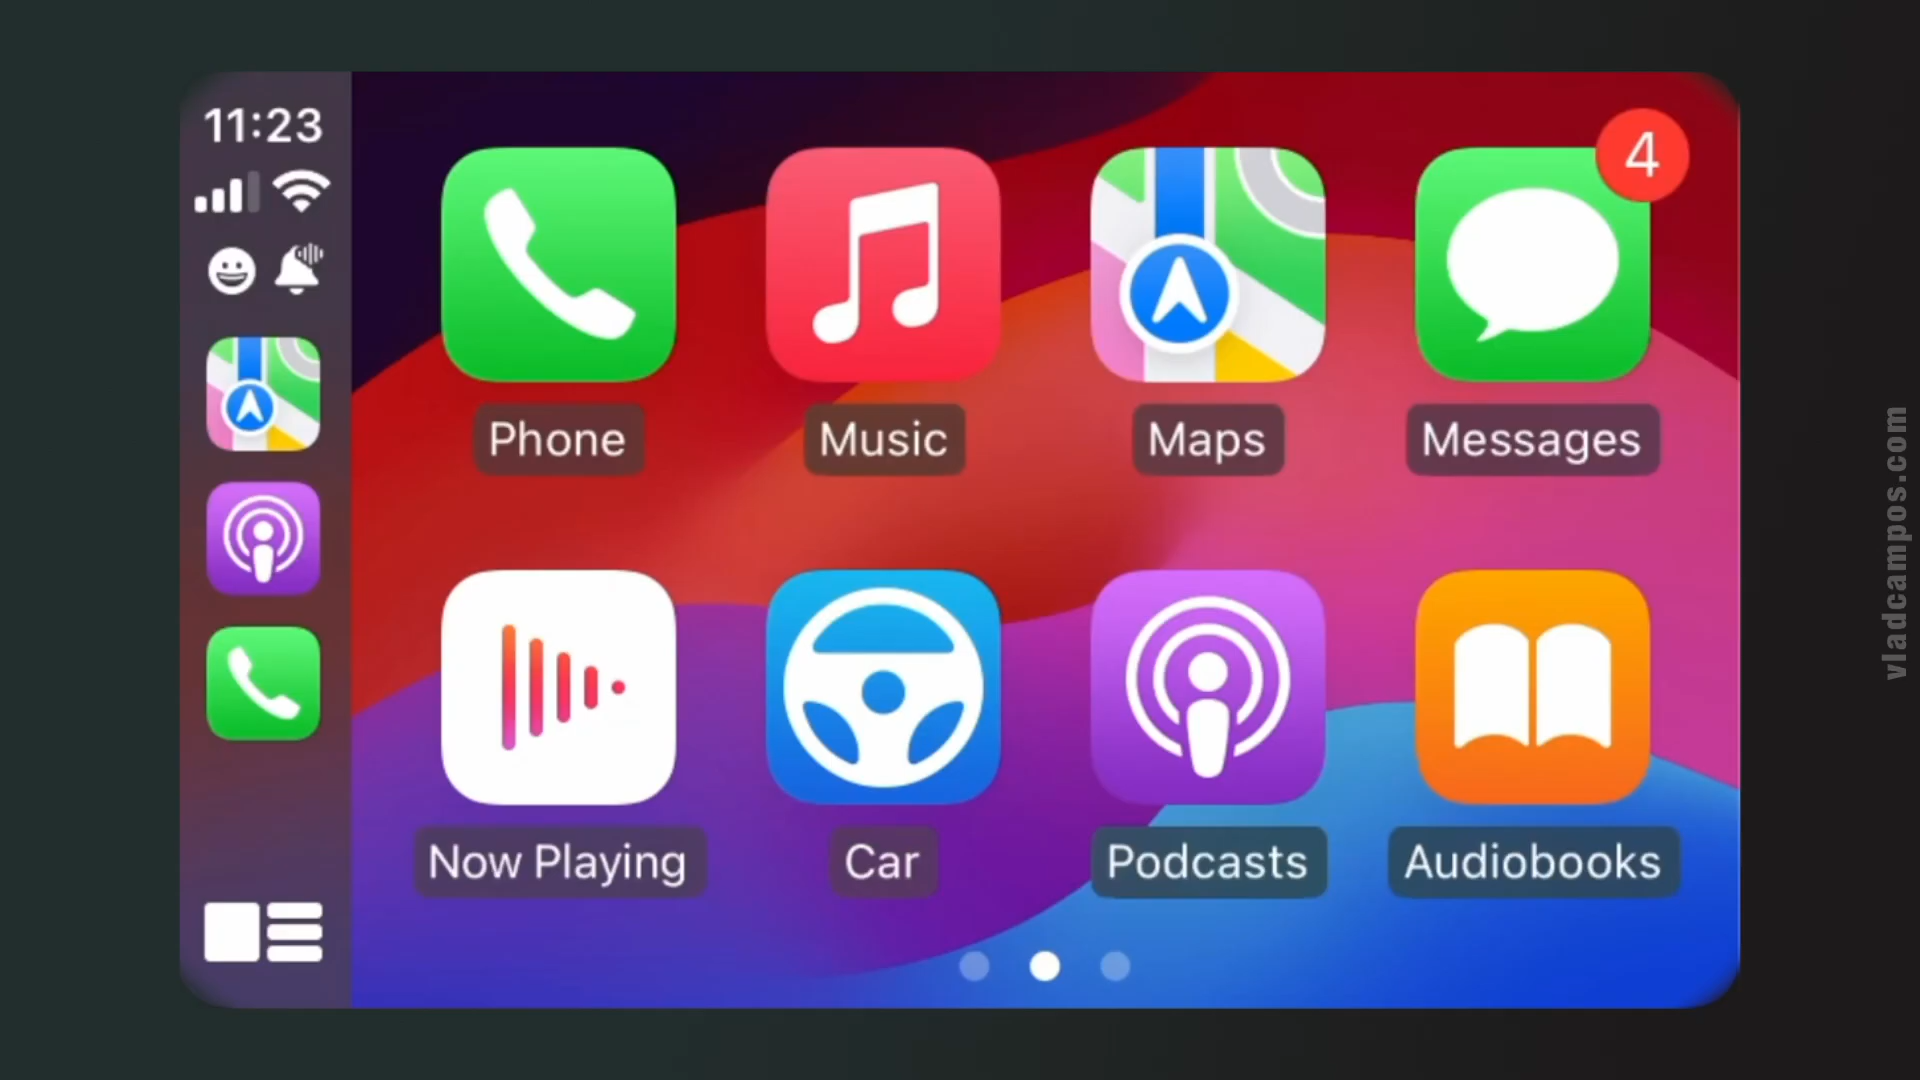 11:23
4
Phone
Music
Maps
Messages
Now Playing
Car
Podcasts
Audiobooks
vladcampos.com